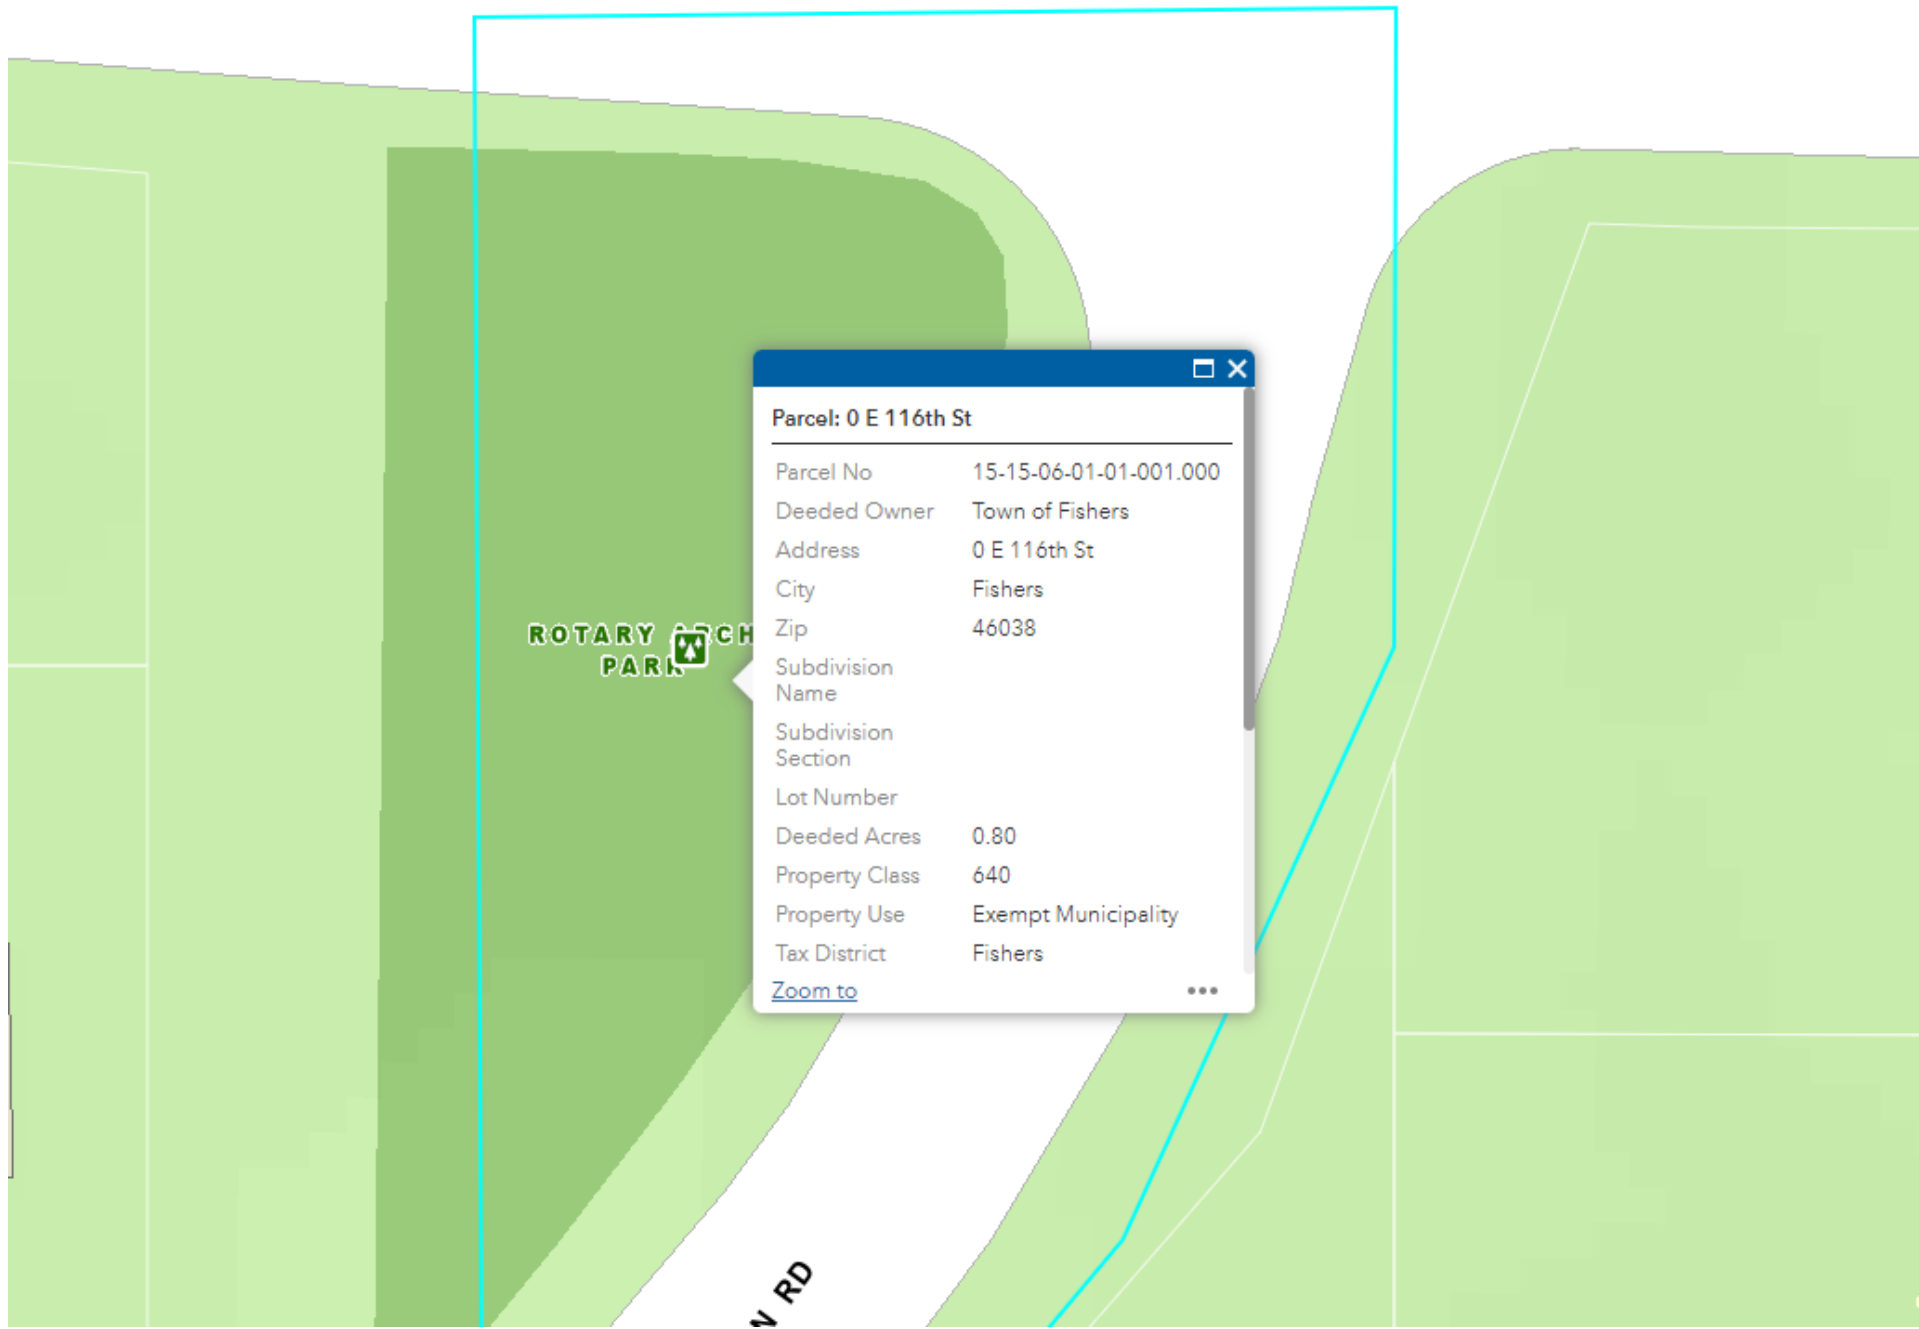 Parcel: 0 E 116th St
Parcel No 15-15-06-01-01-001.000
Deeded Owner Town of Fishers
Address 0 E 116th St
City Fishers
ROTARY ARCH
PARK
Zip 46038
Subdivision
Name
Subdivision
Section
Lot Number
Deeded Acres 0.80
Property Class 640
Property Use Exempt Municipality
Tax District Fishers
Zoom to
RD